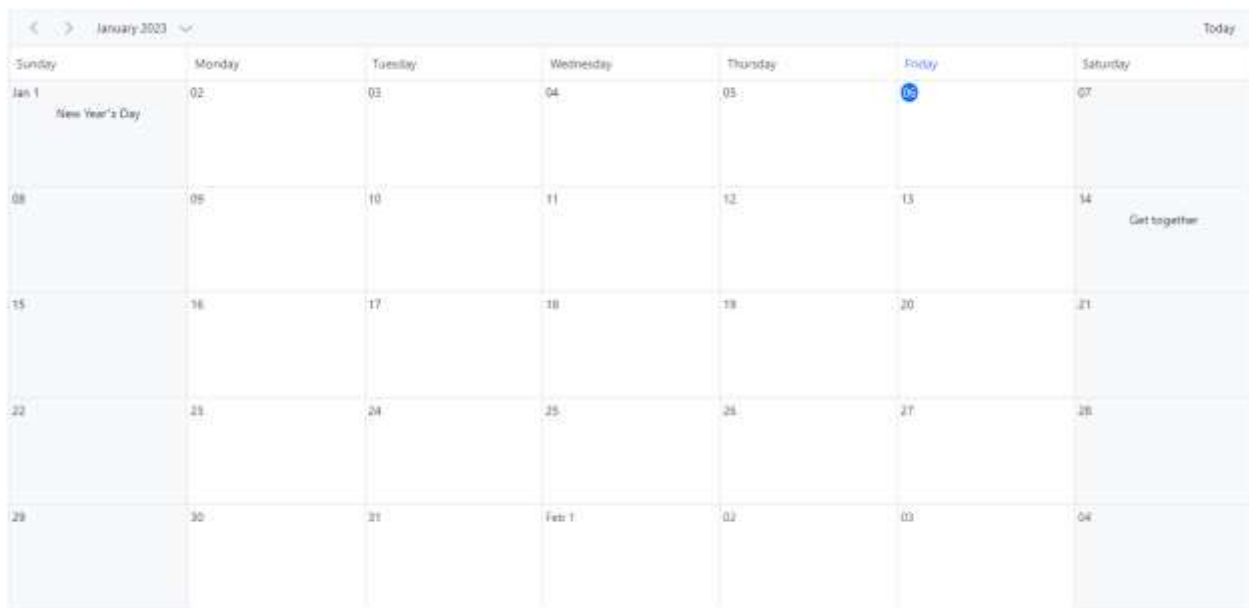 January 2023
Today
Sunday Monday Tuesday Wednesday Thursday Friday Saturday
Jan 1 02 03 04 05 06 07
New Year's Day
08 09 10 11 12 13 14
Get together
15 16 17 18 19 20 21
22 23 24 25 26 27 28
29 30 31 Feb 1 02 03 04